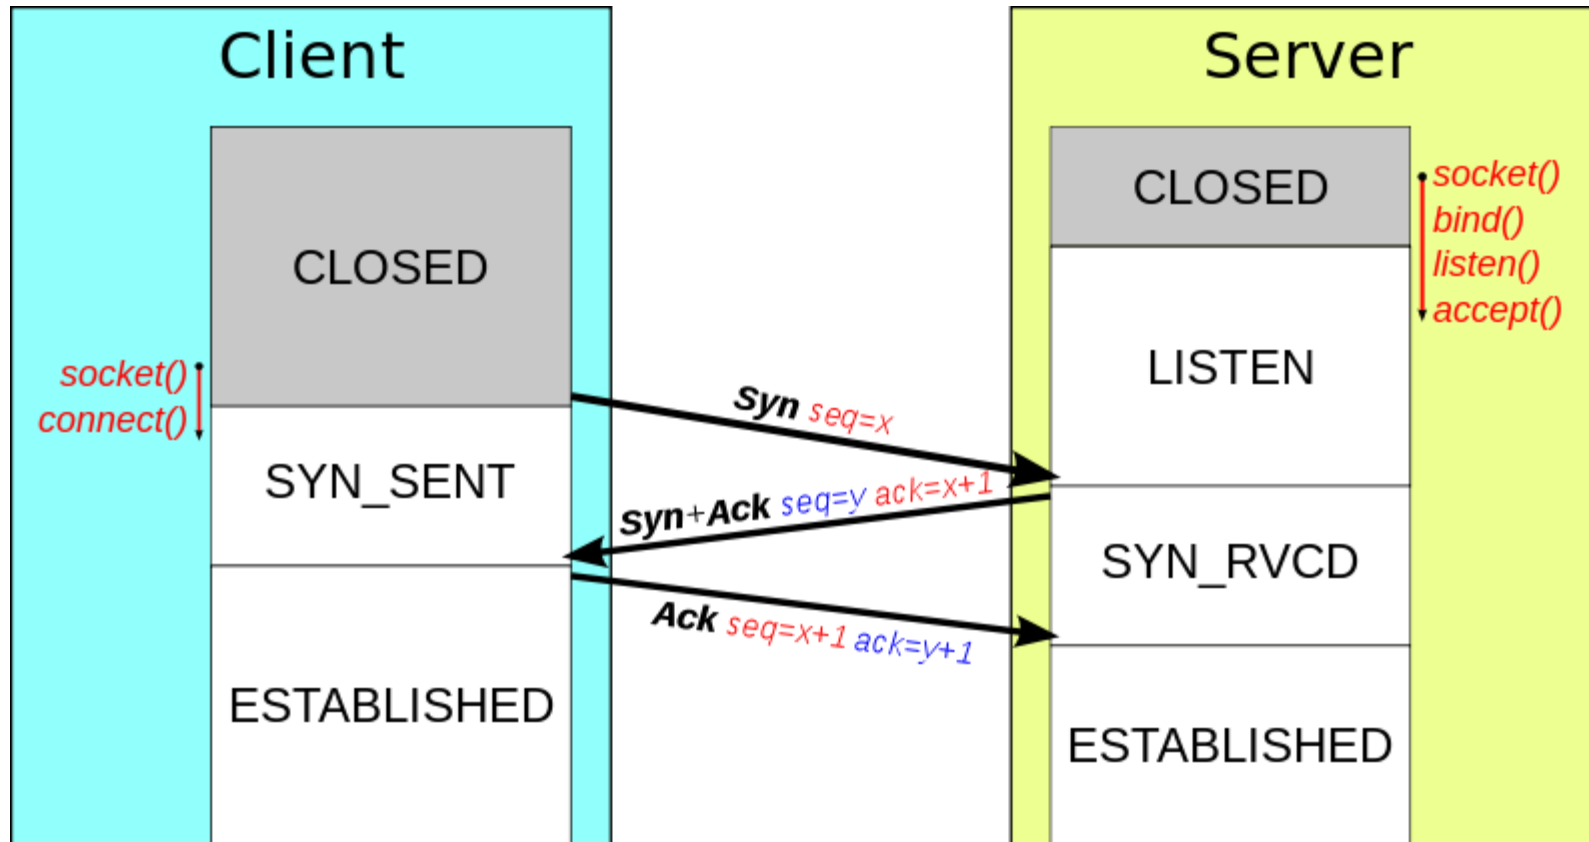 Client
CLOSED
socket()
connect()
SYN_SENT
ESTABLISHED
Syn seq=x
Syn+Ack seq=y ack=x+1
Ack seq=x+1 ack=y+1
Server
CLOSED
socket()
bind()
listen()
accept()
LISTEN
SYN_RVCD
ESTABLISHED